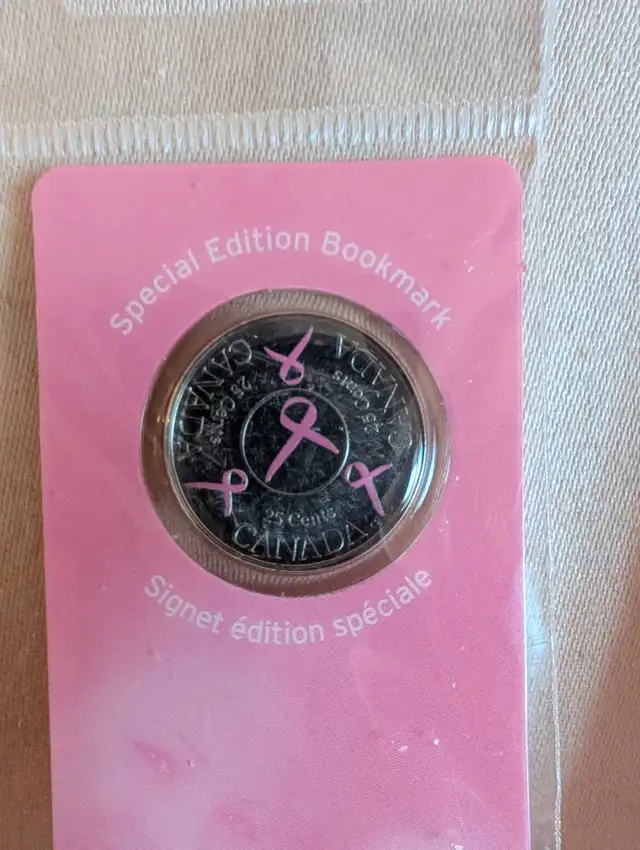 Special Edition Bookmark
CANADA
25 Cents
CANADA
25 Cents
25 Cents
CANADA
Signet édition spéciale